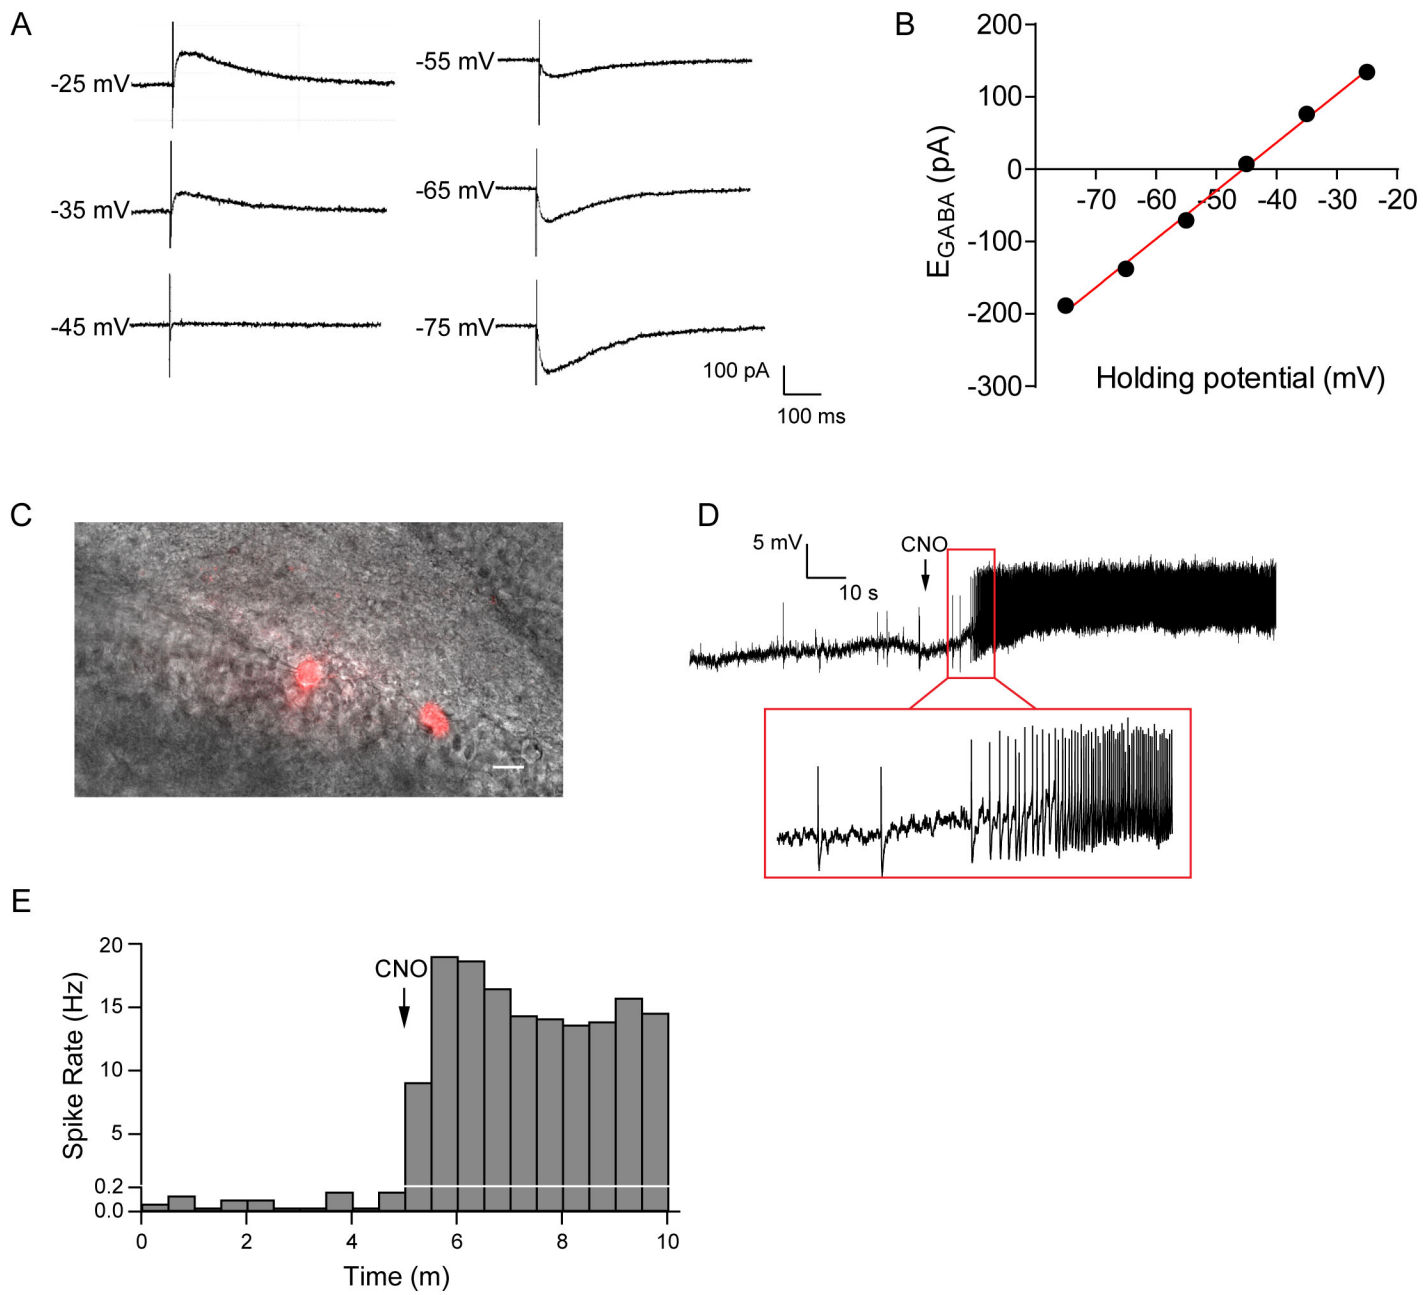 A
-25 mV
-35 mV
-45 mV
-55 mV
-65 mV
-75 mV
100 pA
100 ms
B
200
100
0
-100
-200
-300
-70 -60 -50 -40 -30 -20
EGABA (pA)
Holding potential (mV)
C
D
5 mV
10 s
CNO
E
20
15
10
5
0.2
0.0
CNO
0 2 4 6 8 10
Spike Rate (Hz)
Time (m)